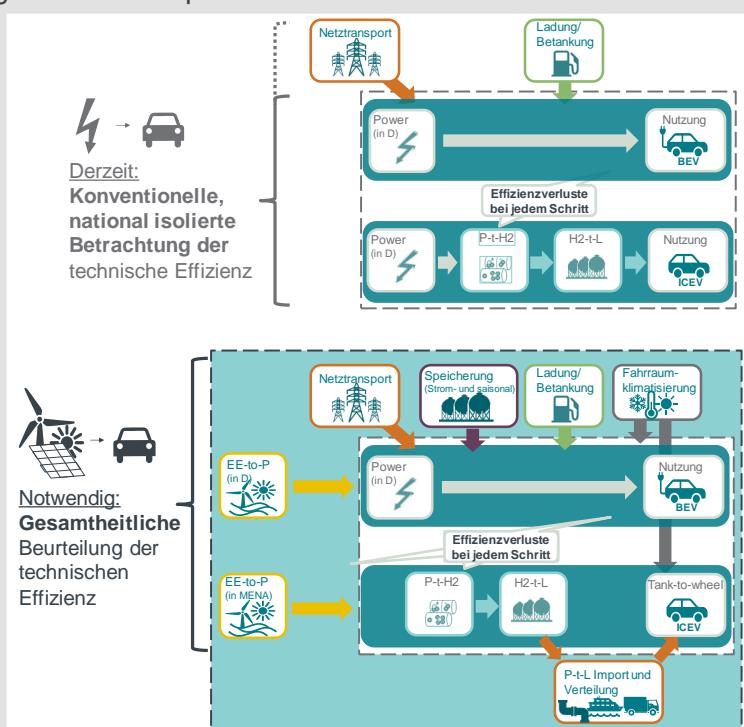 Netztransport
Ladung/
Betankung
Power
(in D)
Nutzung
BEV
Derzeit:
Konventionelle,
national isolierte
Betrachtung der
technische Effizienz
Effizienzverluste
bei jedem Schritt
Power
(in D)
P-t-H2
H2-t-L
Nutzung
ICEV
Netztransport
Speicherung
(Strom- und saisonal)
Ladung/
Betankung
Fahrraum-
klimatisierung
EE-to-P
(in D)
Power
(in D)
Nutzung
BEV
Notwendig:
Gesamtheitliche
Beurteilung der
technischen
Effizienz
Effizienzverluste
bei jedem Schritt
EE-to-P
(in MENA)
P-t-H2
H2-t-L
Tank-to-wheel
ICEV
P-t-L Import und
Verteilung